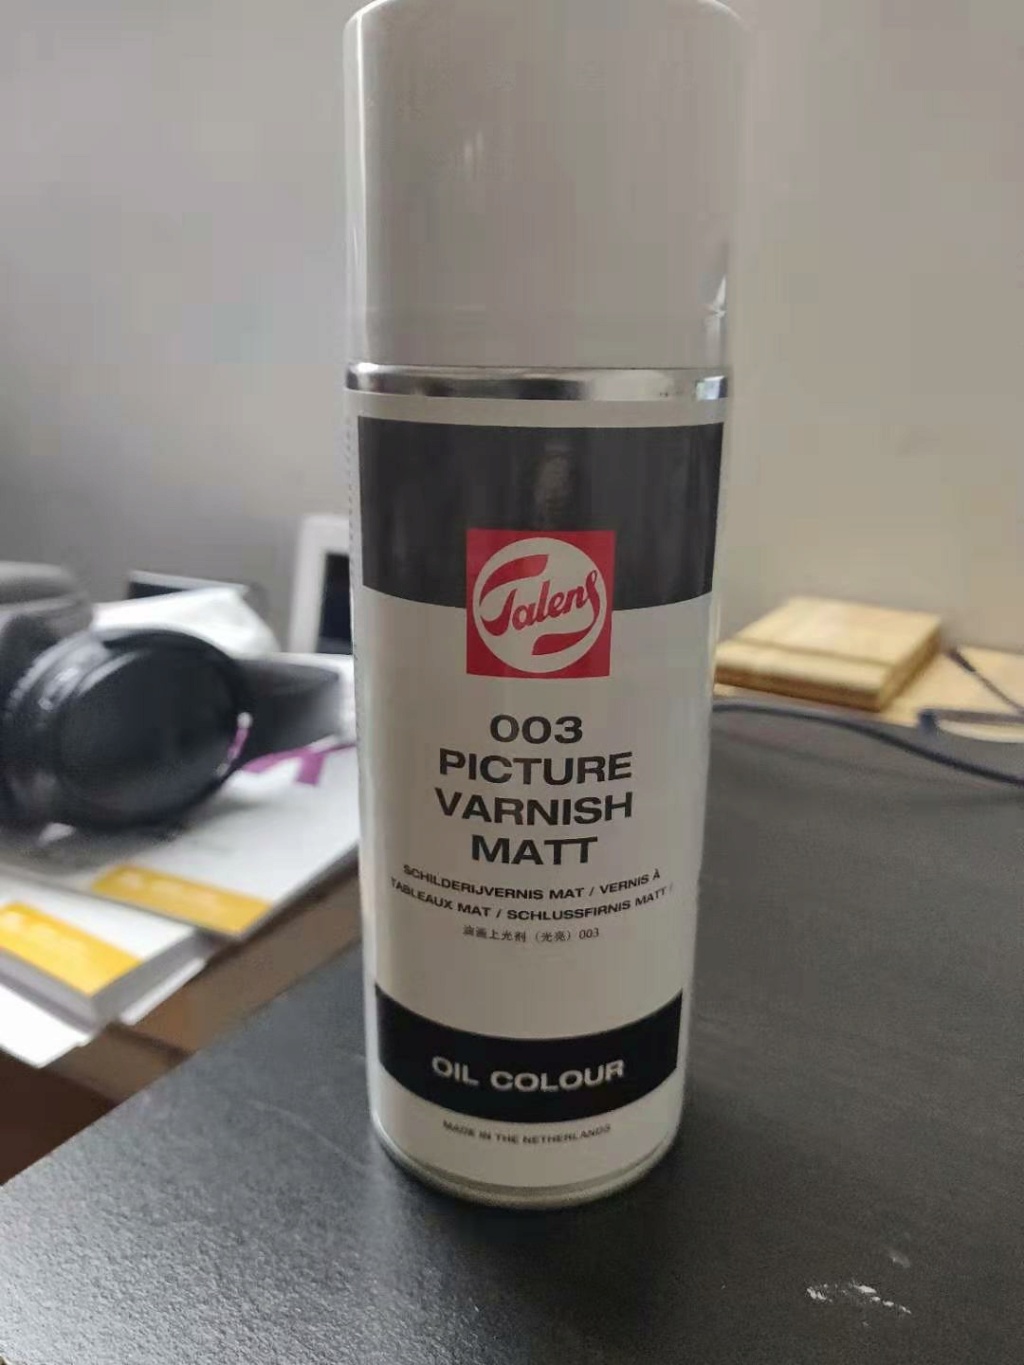 Talens
003
PICTURE
VARNISH
MATT
SCHILDERIJVERNIS MAT / VERNIS À
TABLEAUX MAT / SCHLUSSFIRNIS MATT /
油画上光剂（光亮）003
OIL COLOUR
MADE IN THE NETHERLANDS